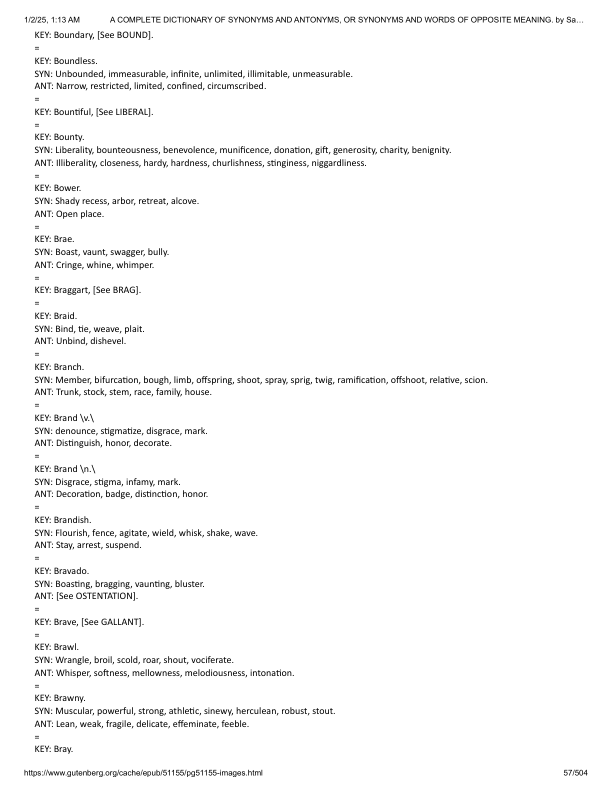 1/2/25, 1:13 AM A COMPLETE DICTIONARY OF SYNONYMS AND ANTONYMS, OR SYNONYMS AND WORDS OF OPPOSITE MEANING. by Sa…
KEY: Boundary, [See BOUND].
=
KEY: Boundless.
SYN: Unbounded, immeasurable, infinite, unlimited, illimitable, unmeasurable.
ANT: Narrow, restricted, limited, confined, circumscribed.
=
KEY: Bountiful, [See LIBERAL].
=
KEY: Bounty.
SYN: Liberality, bounteousness, benevolence, munificence, donation, gift, generosity, charity, benignity.
ANT: Illiberality, closeness, hardy, hardness, churlishness, stinginess, niggardliness.
=
KEY: Bower.
SYN: Shady recess, arbor, retreat, alcove.
ANT: Open place.
=
KEY: Brae.
SYN: Boast, vaunt, swagger, bully.
ANT: Cringe, whine, whimper.
=
KEY: Braggart, [See BRAG].
=
KEY: Braid.
SYN: Bind, tie, weave, plait.
ANT: Unbind, dishevel.
=
KEY: Branch.
SYN: Member, bifurcation, bough, limb, offspring, shoot, spray, sprig, twig, ramification, offshoot, relative, scion.
ANT: Trunk, stock, stem, race, family, house.
=
KEY: Brand \v.\
SYN: denounce, stigmatize, disgrace, mark.
ANT: Distinguish, honor, decorate.
=
KEY: Brand \n.\
SYN: Disgrace, stigma, infamy, mark.
ANT: Decoration, badge, distinction, honor.
=
KEY: Brandish.
SYN: Flourish, fence, agitate, wield, whisk, shake, wave.
ANT: Stay, arrest, suspend.
=
KEY: Bravado.
SYN: Boasting, bragging, vaunting, bluster.
ANT: [See OSTENTATION].
=
KEY: Brave, [See GALLANT].
=
KEY: Brawl.
SYN: Wrangle, broil, scold, roar, shout, vociferate.
ANT: Whisper, softness, mellowness, melodiousness, intonation.
=
KEY: Brawny.
SYN: Muscular, powerful, strong, athletic, sinewy, herculean, robust, stout.
ANT: Lean, weak, fragile, delicate, effeminate, feeble.
=
KEY: Bray.
https://www.gutenberg.org/cache/epub/51155/pg51155-images.html 57/504